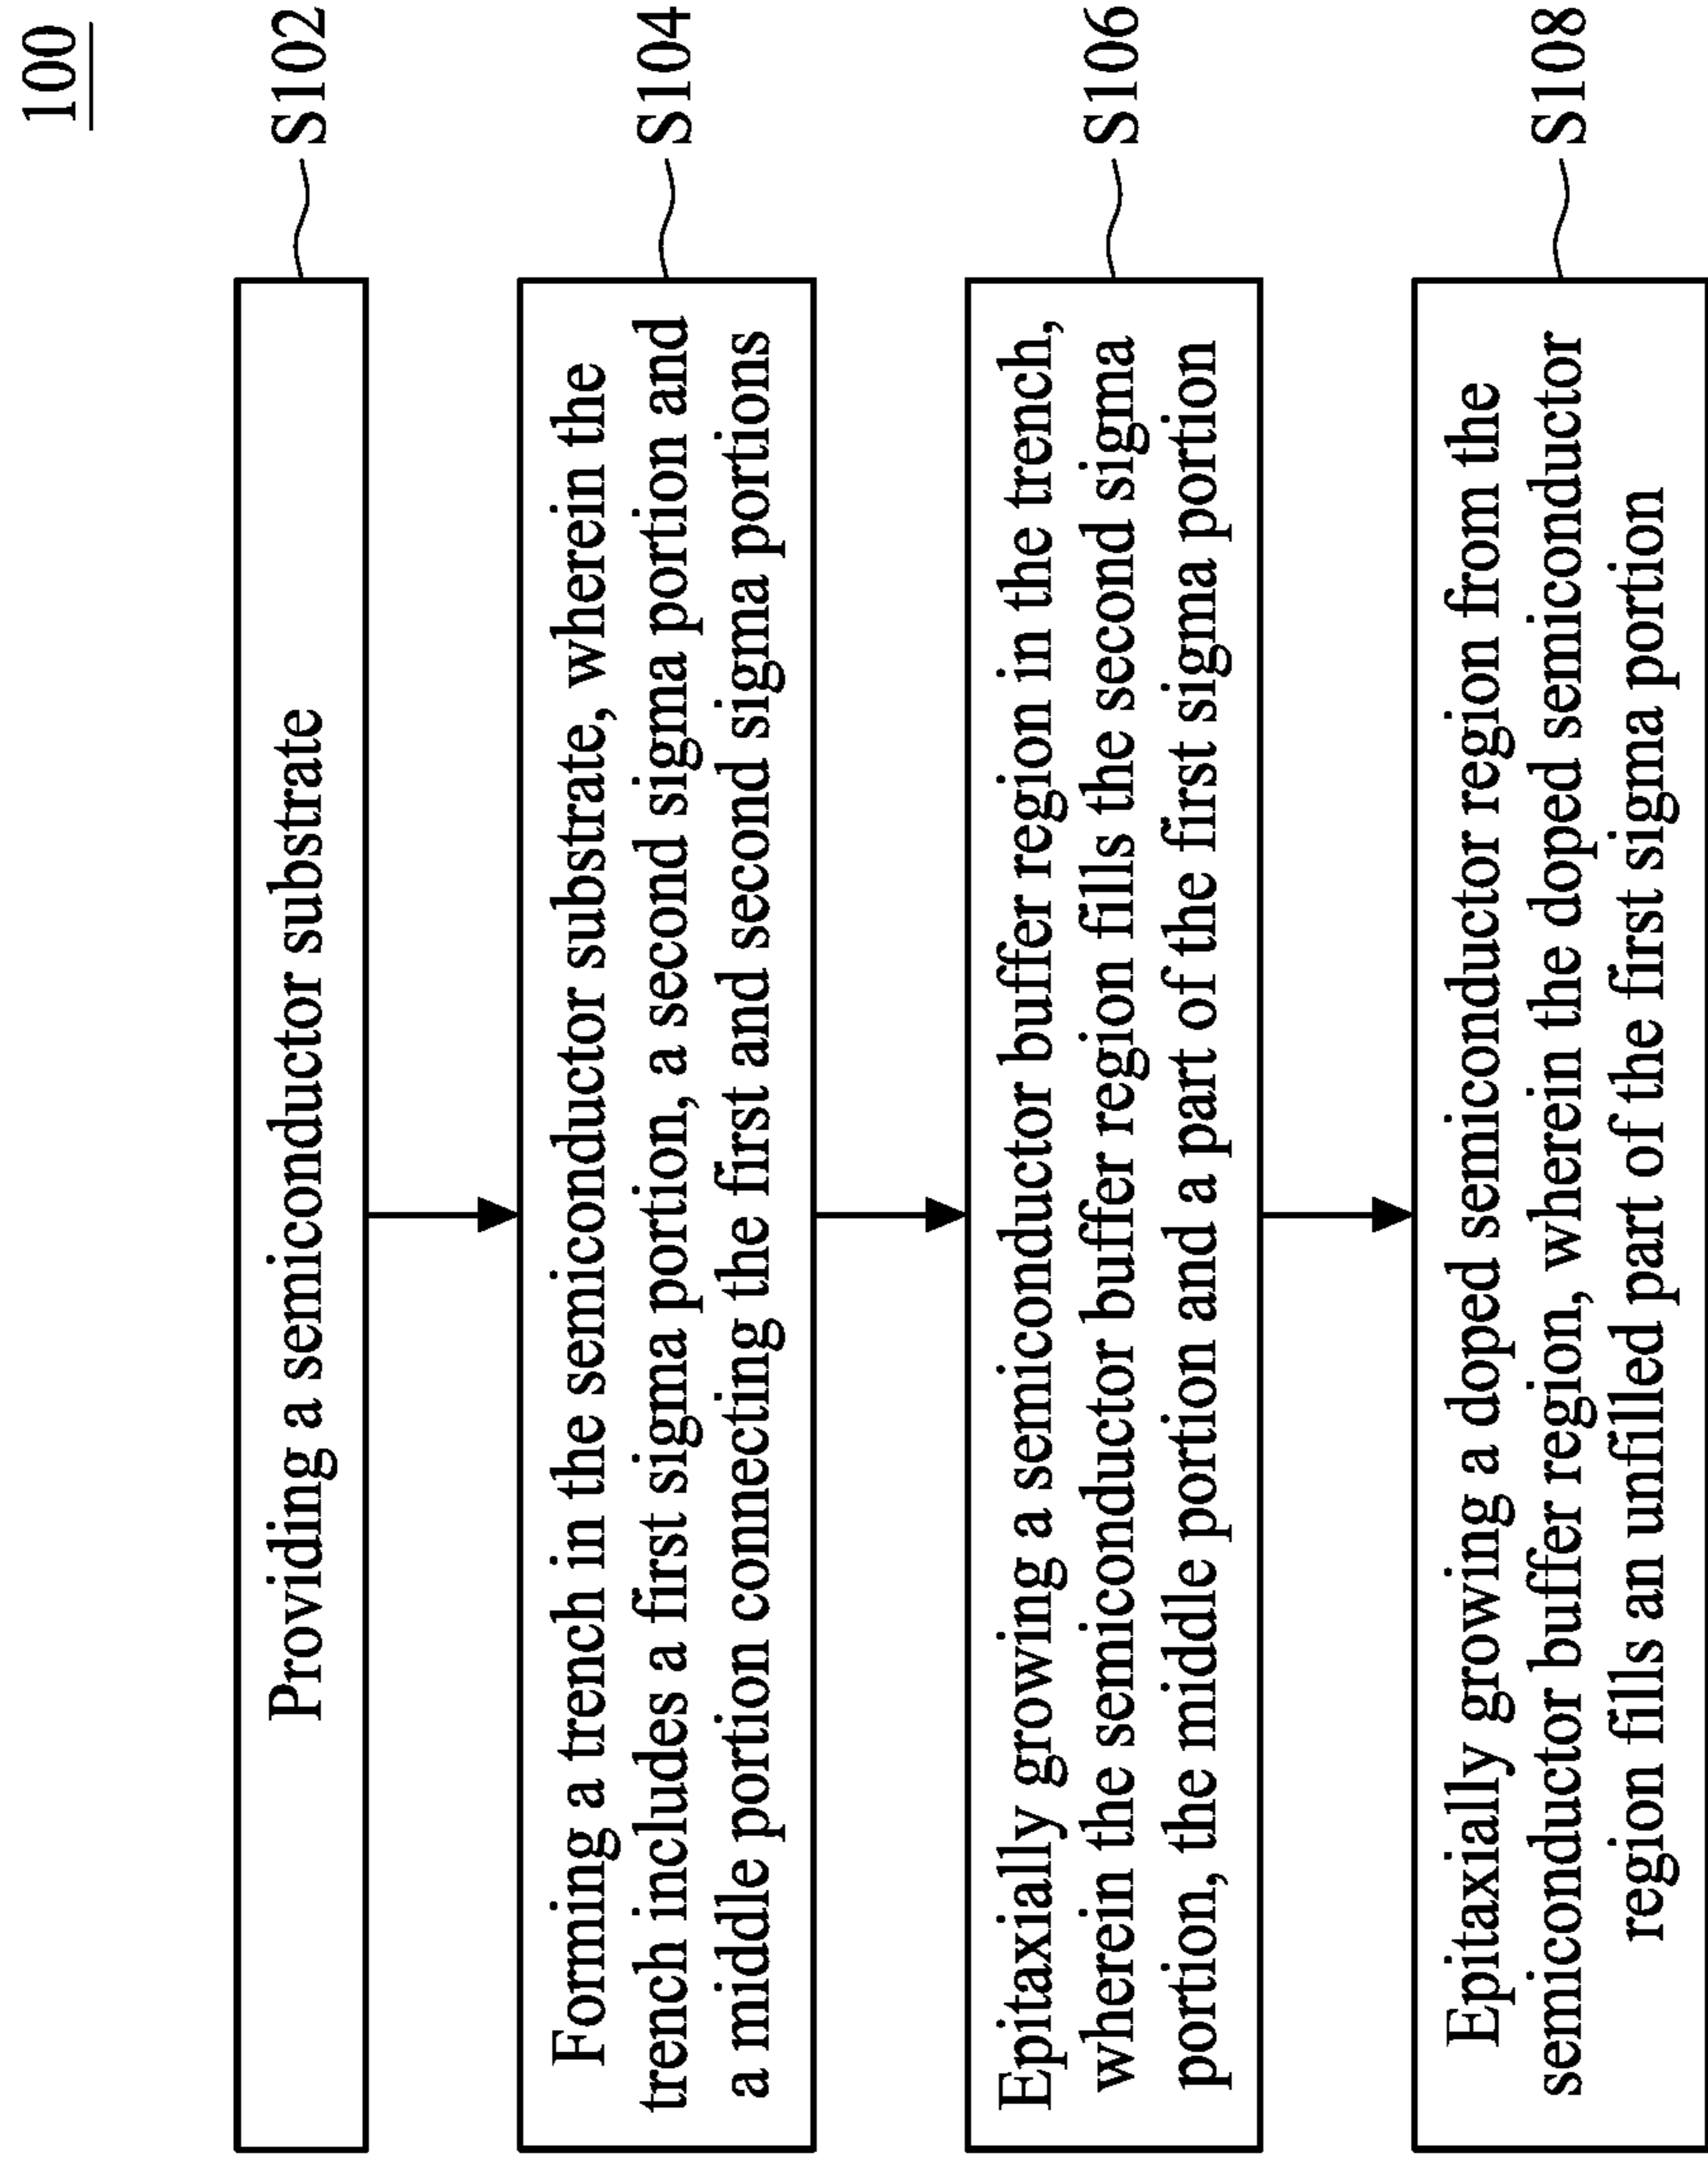 100
Providing a semiconductor substrate
S102
Forming a trench in the semiconductor substrate, wherein the
trench includes a first sigma portion, a second sigma portion and
a middle portion connecting the first and second sigma portions
S104
Epitaxially growing a semiconductor buffer region in the trench,
wherein the semiconductor buffer region fills the second sigma
portion, the middle portion and a part of the first sigma portion
S106
Epitaxially growing a doped semiconductor region from the
semiconductor buffer region, wherein the doped semiconductor
region fills an unfilled part of the first sigma portion
S108